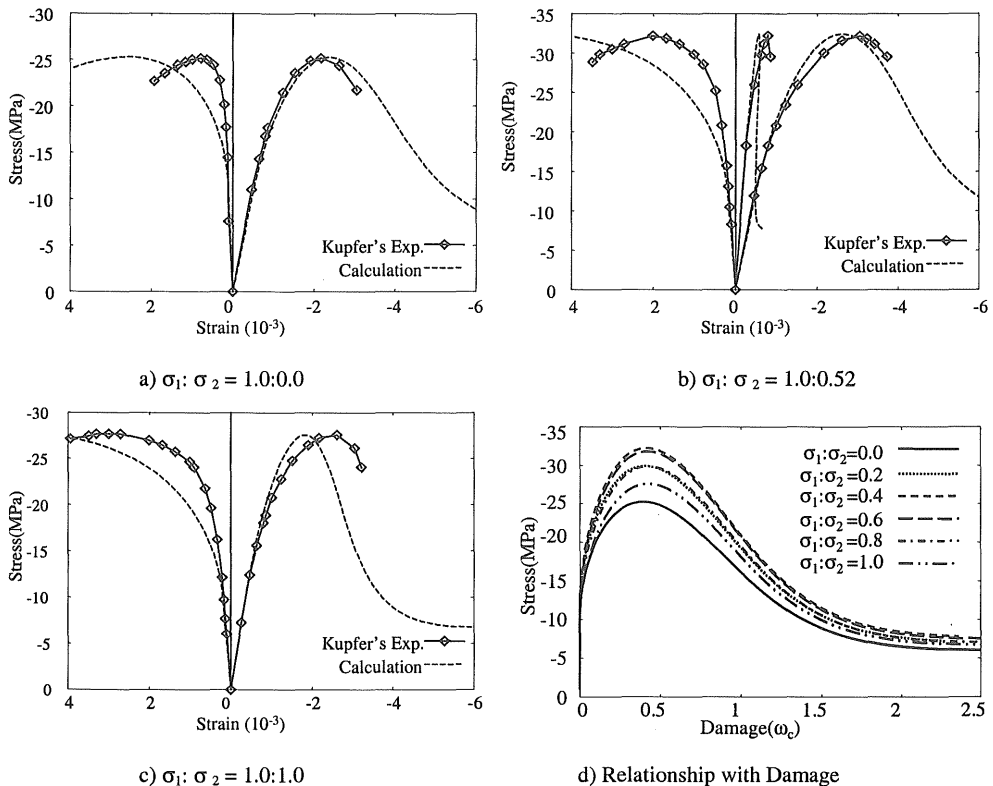 -30
-25
-20
-15
-10
-5
0
Stress(MPa)
Kupfer's Exp.
Calculation
4 2 0 -2 -4 -6
Strain (10⁻³)
a) σ₁: σ ₂ = 1.0:0.0
-35
-30
-25
-20
-15
-10
-5
0
Stress(MPa)
Kupfer's Exp.
Calculation
4 2 0 -2 -4 -6
Strain (10⁻³)
b) σ₁: σ ₂ = 1.0:0.52
-30
-25
-20
-15
-10
-5
0
Stress(MPa)
Kupfer's Exp.
Calculation
4 2 0 -2 -4 -6
Strain (10⁻³)
c) σ₁: σ ₂ = 1.0:1.0
-35
-30
-25
-20
-15
-10
-5
0
Stress(MPa)
σ₁:σ₂=0.0
σ₁:σ₂=0.2
σ₁:σ₂=0.4
σ₁:σ₂=0.6
σ₁:σ₂=0.8
σ₁:σ₂=1.0
0 0.5 1 1.5 2 2.5
Damage(ω_c)
d) Relationship with Damage